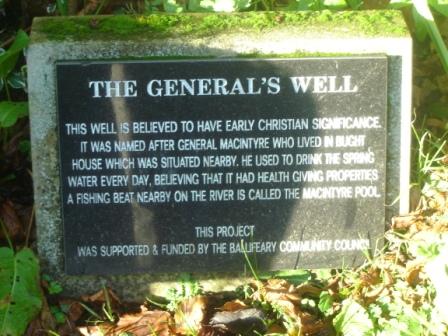 THE GENERAL'S WELL
THIS WELL IS BELIEVED TO HAVE EARLY CHRISTIAN SIGNIFICANCE.
IT WAS NAMED AFTER GENERAL MACINTYRE WHO LIVED IN BUGHT
HOUSE WHICH WAS SITUATED NEARBY. HE USED TO DRINK THE SPRING
WATER EVERY DAY, BELIEVING THAT IT HAD HEALTH GIVING PROPERTIES
A FISHING BEAT NEARBY ON THE RIVER IS CALLED THE MACINTYRE POOL.
THIS PROJECT
WAS SUPPORTED & FUNDED BY THE BALLIFEARY COMMUNITY COUNCIL